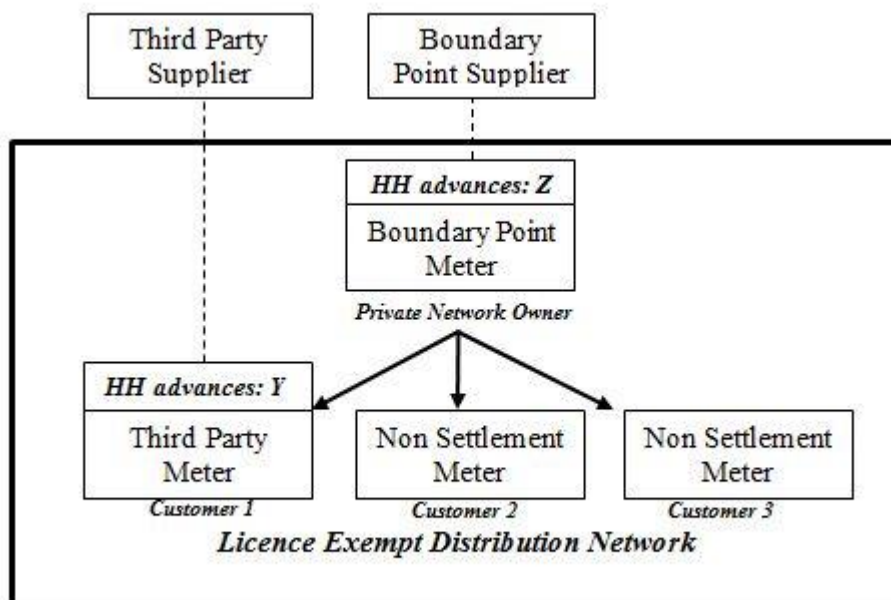 Third Party
Supplier
Boundary
Point Supplier
HH advances: Z
Boundary Point
Meter
Private Network Owner
HH advances: Y
Third Party
Meter
Customer 1
Non Settlement
Meter
Customer 2
Non Settlement
Meter
Customer 3
Licence Exempt Distribution Network